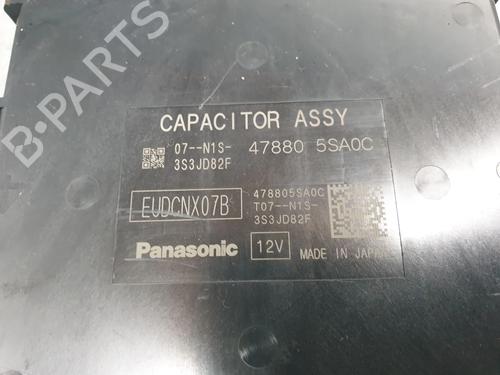 B-PARTS
CAPACITOR ASSY
07--N1S-
3S3JD82F
47880 5SA0C
EUDCNX07B
478805SA0C
T07--N1S-
3S3JD82F
Panasonic
12V
MADE IN JAPAN